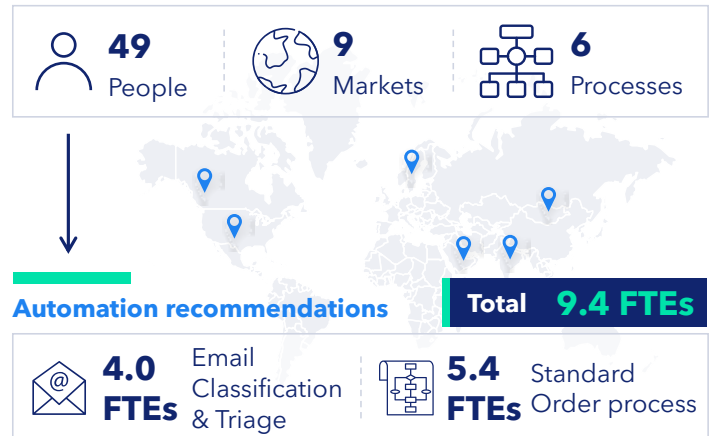 49
People
9
Markets
6
Processes
Automation recommendations
Total 9.4 FTEs
@
4.0
FTEs
Email
Classification
& Triage
5.4
FTEs
Standard
Order process